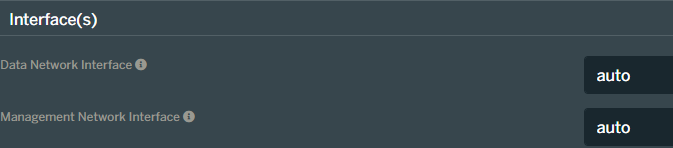 Interface(s)
Data Network Interface
auto
Management Network Interface
auto